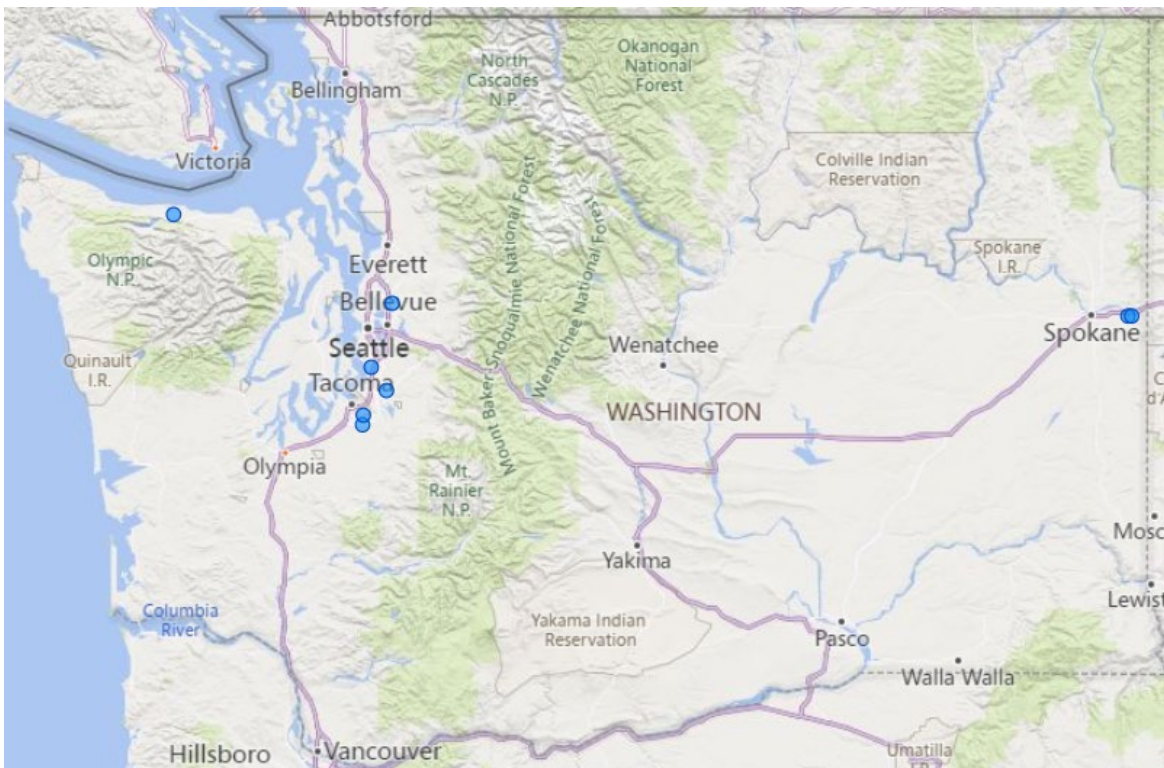 Abbotsford
Bellingham
Victoria
North
Cascades
N.P.
Okanogan
National
Forest
Colville Indian
Reservation
Spokane
I.R.
Olympic
N.P.
Everett
Bellevue
Seattle
Tacoma
Quinault
I.R.
Mount Baker-Snoqualmie National Forest
Wenatchee National Forest
Wenatchee
Spokane
WASHINGTON
Olympia
Mt.
Rainier
N.P.
Yakima
Yakama Indian
Reservation
Columbia
River
Pasco
Walla Walla
Mosc
Lewist
C
d'A
Hillsboro
Vancouver
Umatilla
I.R.